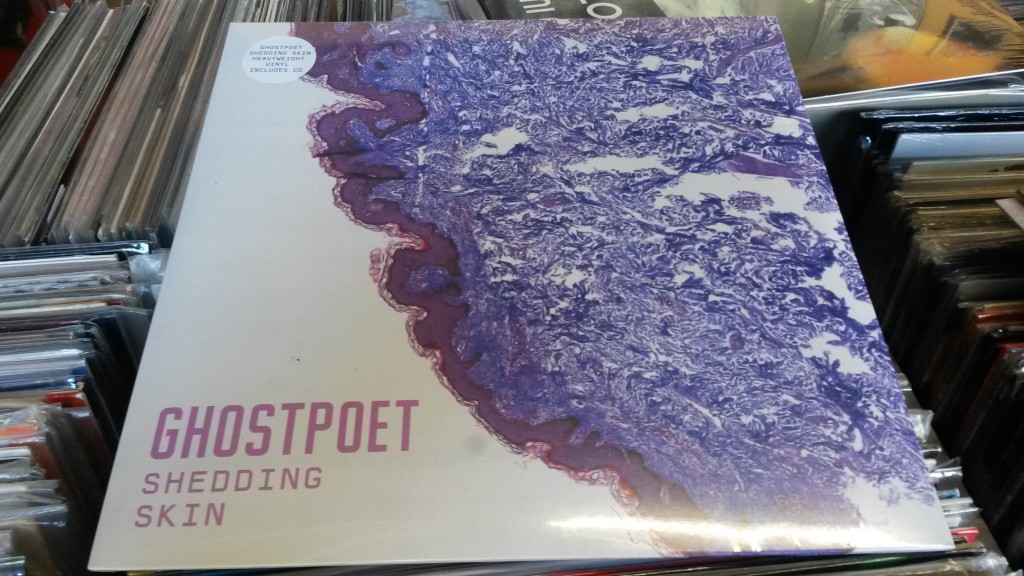 GHOSTPOET
SHEDDING SKIN
HEAVYWEIGHT
VINYL
INCLUDES CD
GHOSTPOET
SHEDDING
SKIN